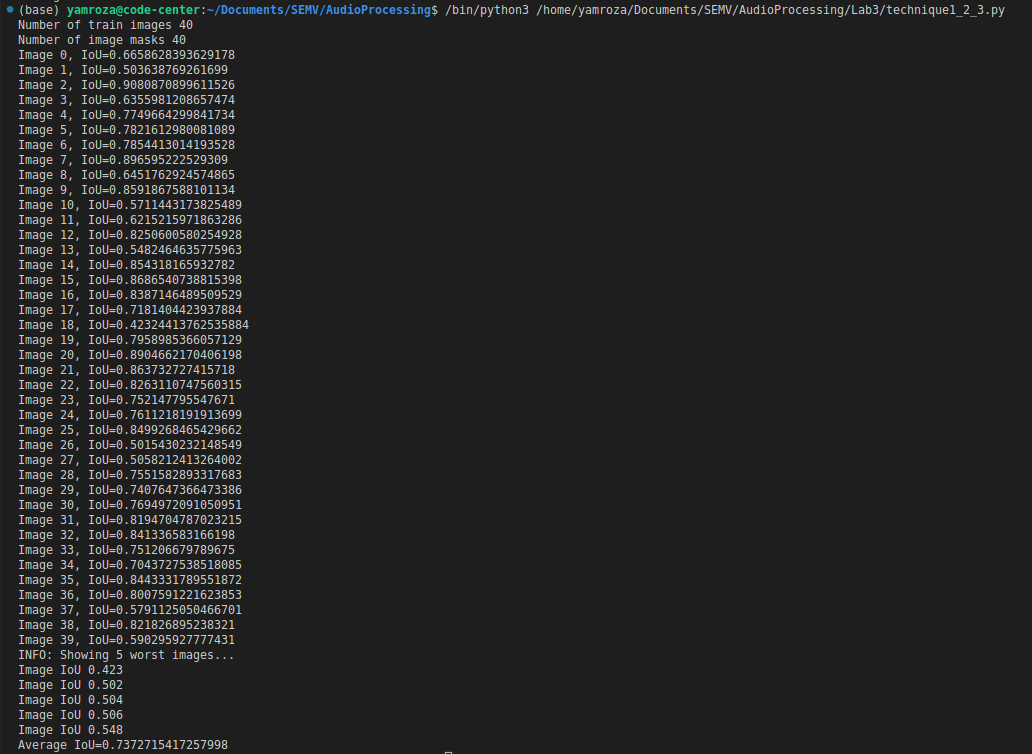 (base) yamroza@code-center:~/Documents/SEMV/AudioProcessing$ /bin/python3 /home/yamroza/Documents/SEMV/AudioProcessing/Lab3/technique1_2_3.py
Number of train images 40
Number of image masks 40
Image 0, IoU=0.6658628393629178
Image 1, IoU=0.503638769261699
Image 2, IoU=0.9080870899611526
Image 3, IoU=0.6355981208657474
Image 4, IoU=0.7749664299841734
Image 5, IoU=0.7821612980081089
Image 6, IoU=0.7854413014193528
Image 7, IoU=0.896595222529309
Image 8, IoU=0.6451762924574865
Image 9, IoU=0.8591867588101134
Image 10, IoU=0.5711443173825489
Image 11, IoU=0.6215215971863286
Image 12, IoU=0.8250600580254928
Image 13, IoU=0.5482464635775963
Image 14, IoU=0.854318165932782
Image 15, IoU=0.8686540738815398
Image 16, IoU=0.8387146489509529
Image 17, IoU=0.7181404423937884
Image 18, IoU=0.42324413762535884
Image 19, IoU=0.7958985366057129
Image 20, IoU=0.8904662170406198
Image 21, IoU=0.863732727415718
Image 22, IoU=0.8263110747560315
Image 23, IoU=0.752147795547671
Image 24, IoU=0.7611218191913699
Image 25, IoU=0.8499268465429662
Image 26, IoU=0.5015430232148549
Image 27, IoU=0.5058212413264002
Image 28, IoU=0.7551582893317683
Image 29, IoU=0.7407647366473386
Image 30, IoU=0.7694972091050951
Image 31, IoU=0.8194704787023215
Image 32, IoU=0.841336583166198
Image 33, IoU=0.751206679789675
Image 34, IoU=0.7043727538518085
Image 35, IoU=0.8443331789551872
Image 36, IoU=0.8007591221623853
Image 37, IoU=0.5791125050466701
Image 38, IoU=0.821826895238321
Image 39, IoU=0.590295927777431
INFO: Showing 5 worst images...
Image IoU 0.423
Image IoU 0.502
Image IoU 0.504
Image IoU 0.506
Image IoU 0.548
Average IoU=0.7372715417257998